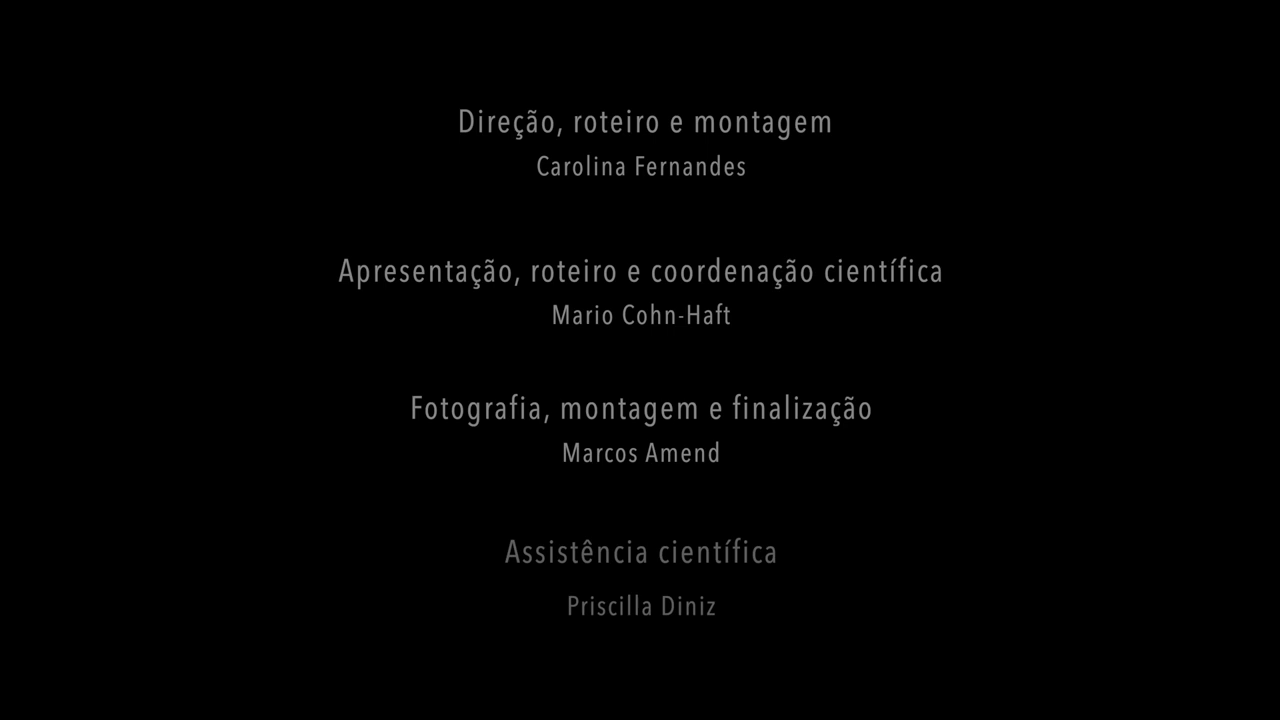 Direção, roteiro e montagem
Carolina Fernandes
Apresentação, roteiro e coordenação científica
Mario Cohn-Haft
Fotografia, montagem e finalização
Marcos Amend
Assistência científica
Priscilla Diniz